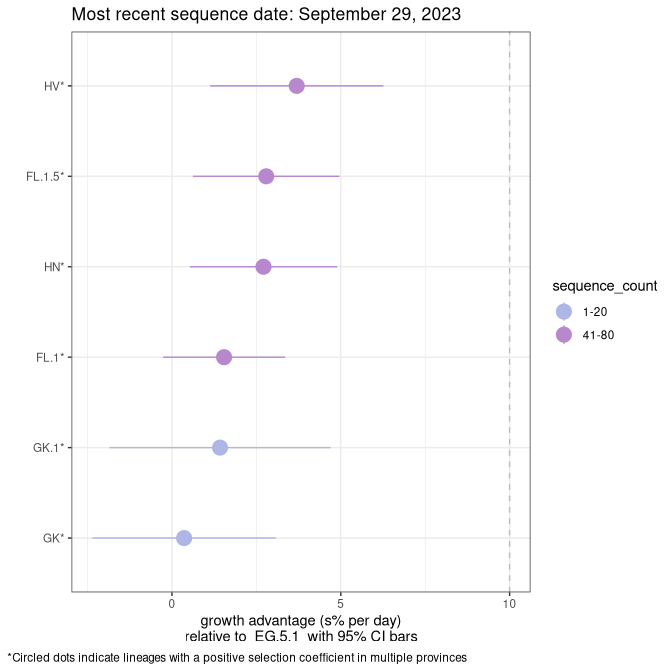 Most recent sequence date: September 29, 2023
HV*
FL.1.5*
HN*
FL.1*
GK.1*
GK*
0 5 10
growth advantage (s% per day)
relative to EG.5.1 with 95% CI bars
sequence_count
1-20
41-80
*Circled dots indicate lineages with a positive selection coefficient in multiple provinces